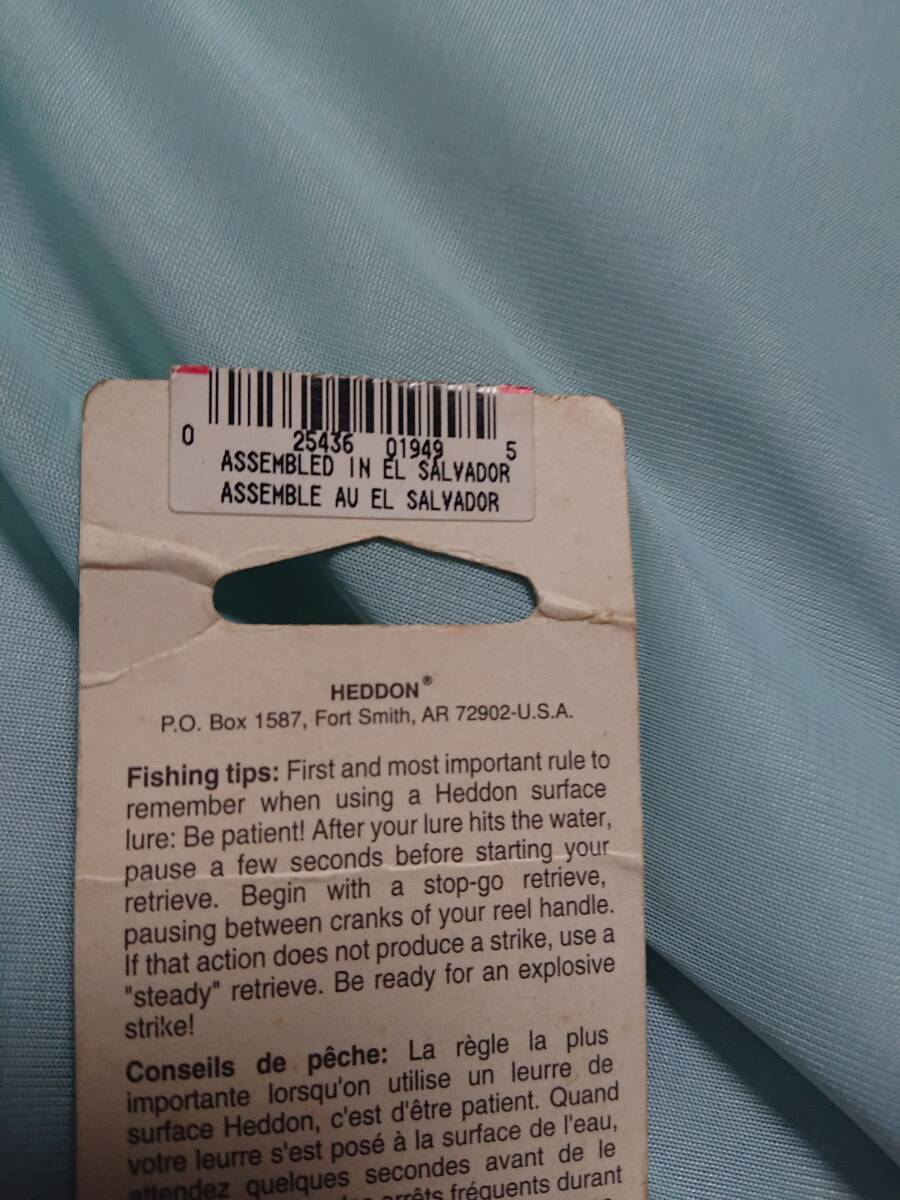 0 25436 01949 5
ASSEMBLED IN EL SALVADOR
ASSEMBLE AU EL SALVADOR
HEDDON®
P.O. Box 1587, Fort Smith, AR 72902-U.S.A.
Fishing tips: First and most important rule to
remember when using a Heddon surface
lure: Be patient! After your lure hits the water,
pause a few seconds before starting your
retrieve. Begin with a stop-go retrieve,
pausing between cranks of your reel handle.
If that action does not produce a strike, use a
"steady" retrieve. Be ready for an explosive
strike!
Conseils de pêche: La règle la plus
importante lorsqu'on utilise un leurre de
surface Heddon, c'est d'être patient. Quand
votre leurre s'est posé à la surface de l'eau,
attendez quelques secondes avant de le
arrêts fréquents durant